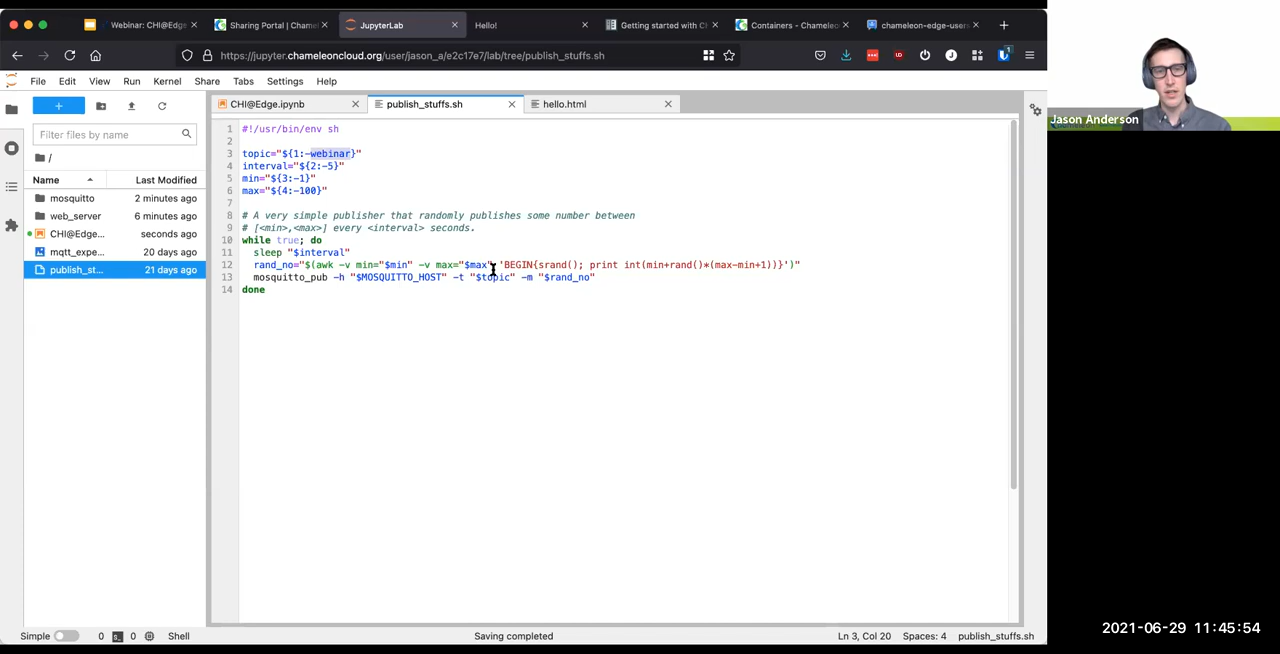 Webinar: CHI@Edge
Sharing Portal | Chame
JupyterLab
Hello!
Getting started with C
Containers - Chameleo
chameleon-edge-users
https://jupyter.chameleoncloud.org/user/jason_a/e2c17e7/lab/tree/publish_stuffs.sh
File Edit View Run Kernel Share Tabs Settings Help
+
Filter files by name
/
Name Last Modified
mosquitto 2 minutes ago
web_server 6 minutes ago
CHI@Edge... seconds ago
mqtt_expe... 20 days ago
publish_st... 21 days ago
CHI@Edge.ipynb
publish_stuffs.sh
hello.html
1 #!/usr/bin/env sh
2
3 topic="${1:-webinar}"
4 interval="${2:-5}"
5 min="${3:-1}"
6 max="${4:-100}"
7
8 # A very simple publisher that randomly publishes some number between
9 # [<min>,<max>] every <interval> seconds.
10 while true; do
11 sleep "$interval"
12 rand_no="$(awk -v min="$min" -v max="$max" 'BEGIN{srand(); print int(min+rand()*(max-min+1))}')"
13 mosquitto_pub -h "$MOSQUITTO_HOST" -t "$topic" -m "$rand_no"
14 done
Simple 0 0 Shell Saving completed Ln 3, Col 20 Spaces: 4 publish_stuffs.sh
Jason Anderson
2021-06-29 11:45:54